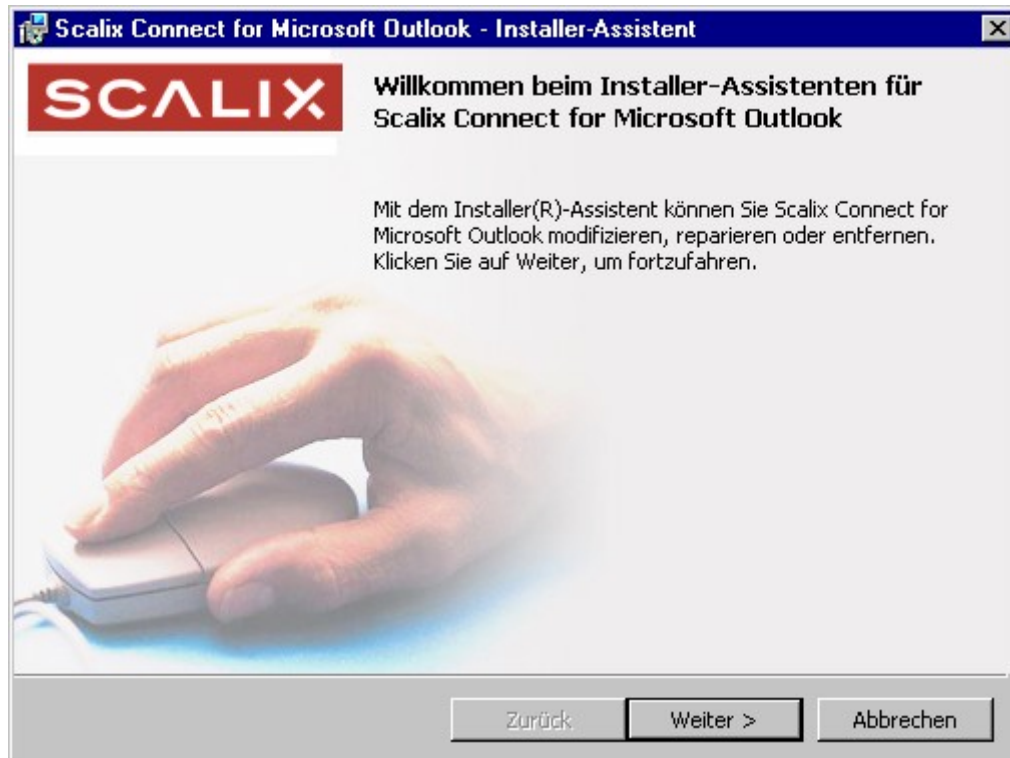 Scalix Connect for Microsoft Outlook - Installer-Assistent
SCALIX
Willkommen beim Installer-Assistenten für
Scalix Connect for Microsoft Outlook
Mit dem Installer(R)-Assistent können Sie Scalix Connect for
Microsoft Outlook modifizieren, reparieren oder entfernen.
Klicken Sie auf Weiter, um fortzufahren.
Zurück
Weiter >
Abbrechen